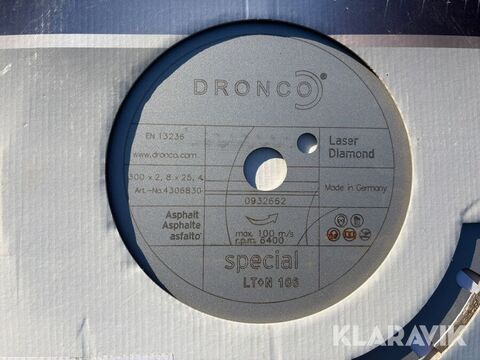 DRONCO®
EN 13236
www.dronco.com
300 x 2, 8 x 25, 4
Art.-No.4306830
Laser
Diamond
Made in Germany
0932662
Asphalt
Asphalte
asfalto
max. 100 m/s
r.p.m. 6400
special
LT♦N 106
KLARAVIK